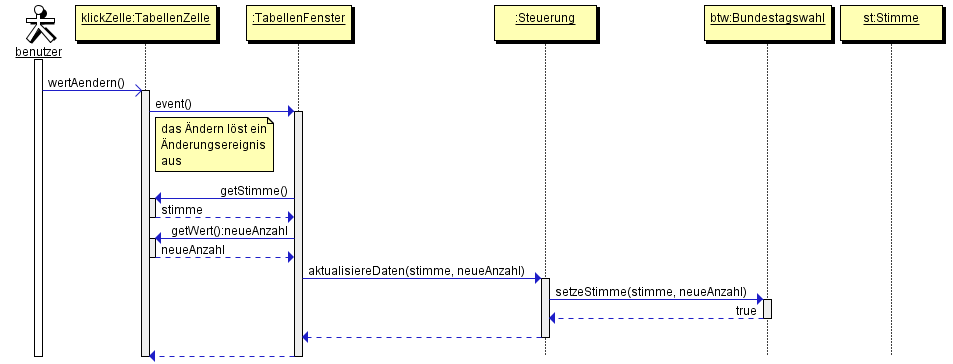 klickZelle:TabellenZelle
:TabellenFenster
:Steuerung
btw:Bundestagswahl
st:Stimme
benutzer
wertAendern()
event()
das Ändern löst ein
Änderungsereignis
aus
getStimme()
stimme
getWert():neueAnzahl
neueAnzahl
aktualisiereDaten(stimme, neueAnzahl)
setzeStimme(stimme, neueAnzahl)
true